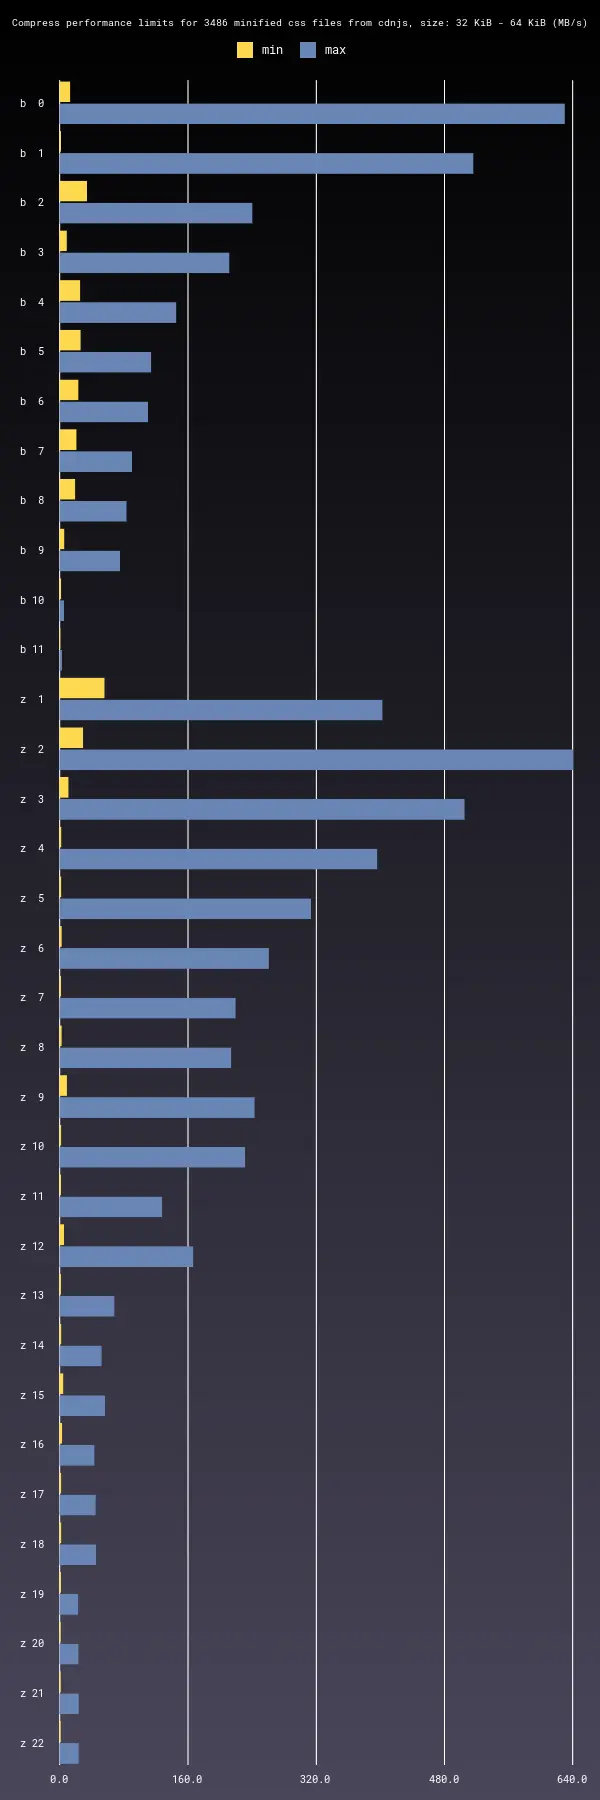 Compress performance limits for 3486 minified css files from cdnjs, size: 32 KiB - 64 KiB (MB/s)
min max
b 0
b 1
b 2
b 3
b 4
b 5
b 6
b 7
b 8
b 9
b 10
b 11
z 1
z 2
z 3
z 4
z 5
z 6
z 7
z 8
z 9
z 10
z 11
z 12
z 13
z 14
z 15
z 16
z 17
z 18
z 19
z 20
z 21
z 22
0.0 160.0 320.0 480.0 640.0